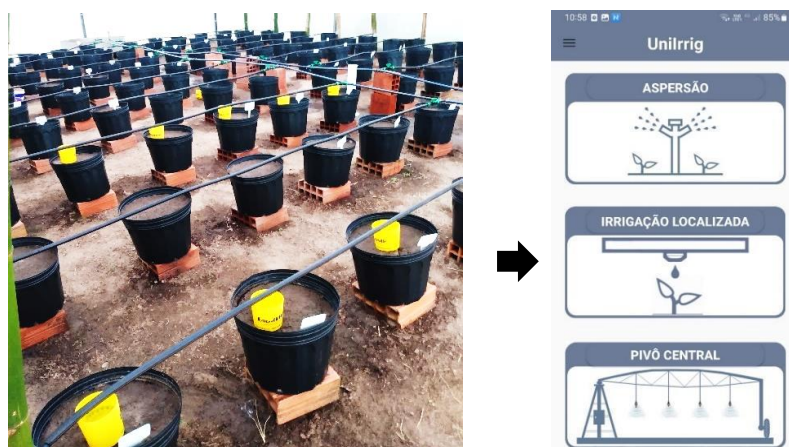 10:58
85%
UniIrrig
ASPERSÃO
IRRIGAÇÃO LOCALIZADA
PIVÔ CENTRAL